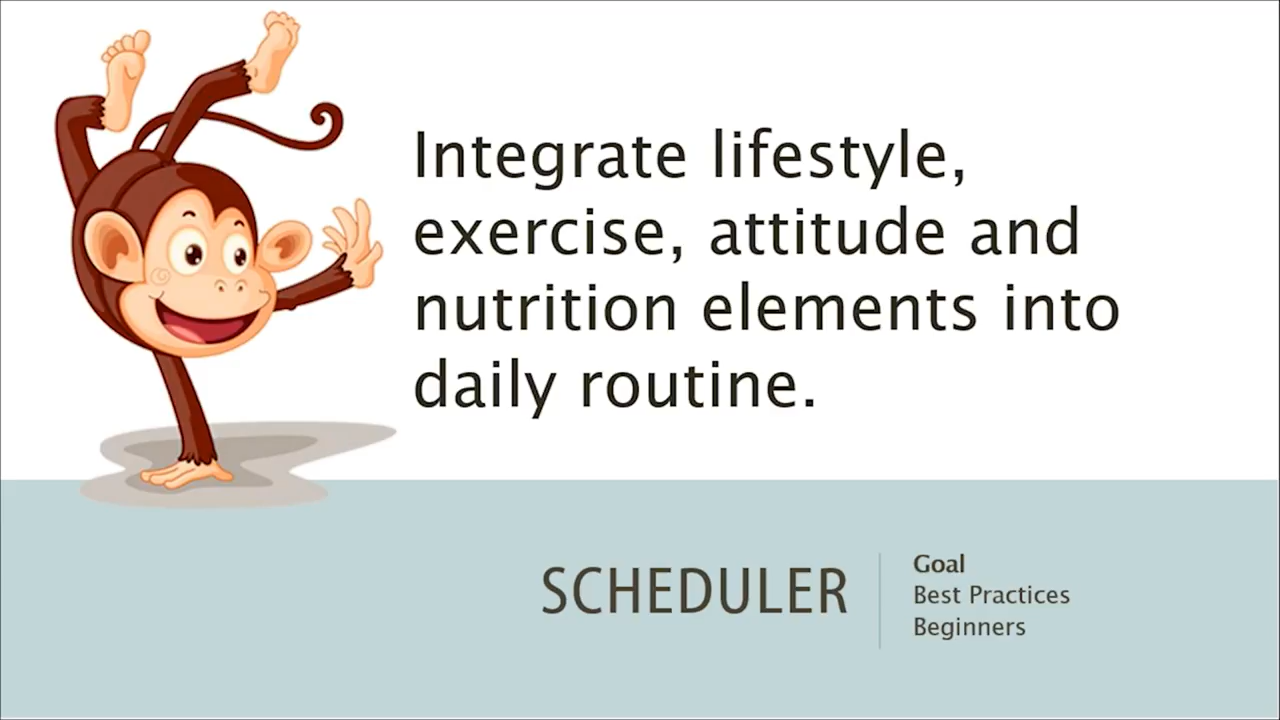 Integrate lifestyle,
exercise, attitude and
nutrition elements into
daily routine.
SCHEDULER
Goal
Best Practices
Beginners